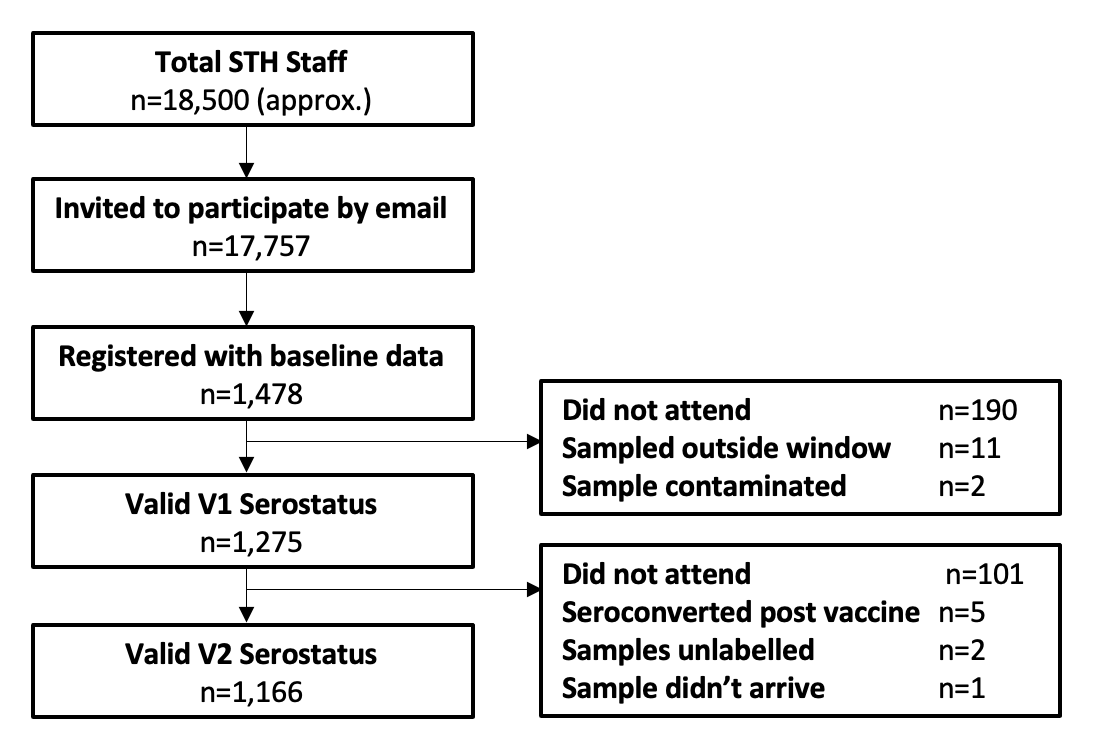 Total STH Staff
n=18,500 (approx.)
Invited to participate by email
n=17,757
Registered with baseline data
n=1,478
Did not attend n=190
Sampled outside window n=11
Sample contaminated n=2
Valid V1 Serostatus
n=1,275
Did not attend n=101
Seroconverted post vaccine n=5
Samples unlabelled n=2
Sample didn’t arrive n=1
Valid V2 Serostatus
n=1,166